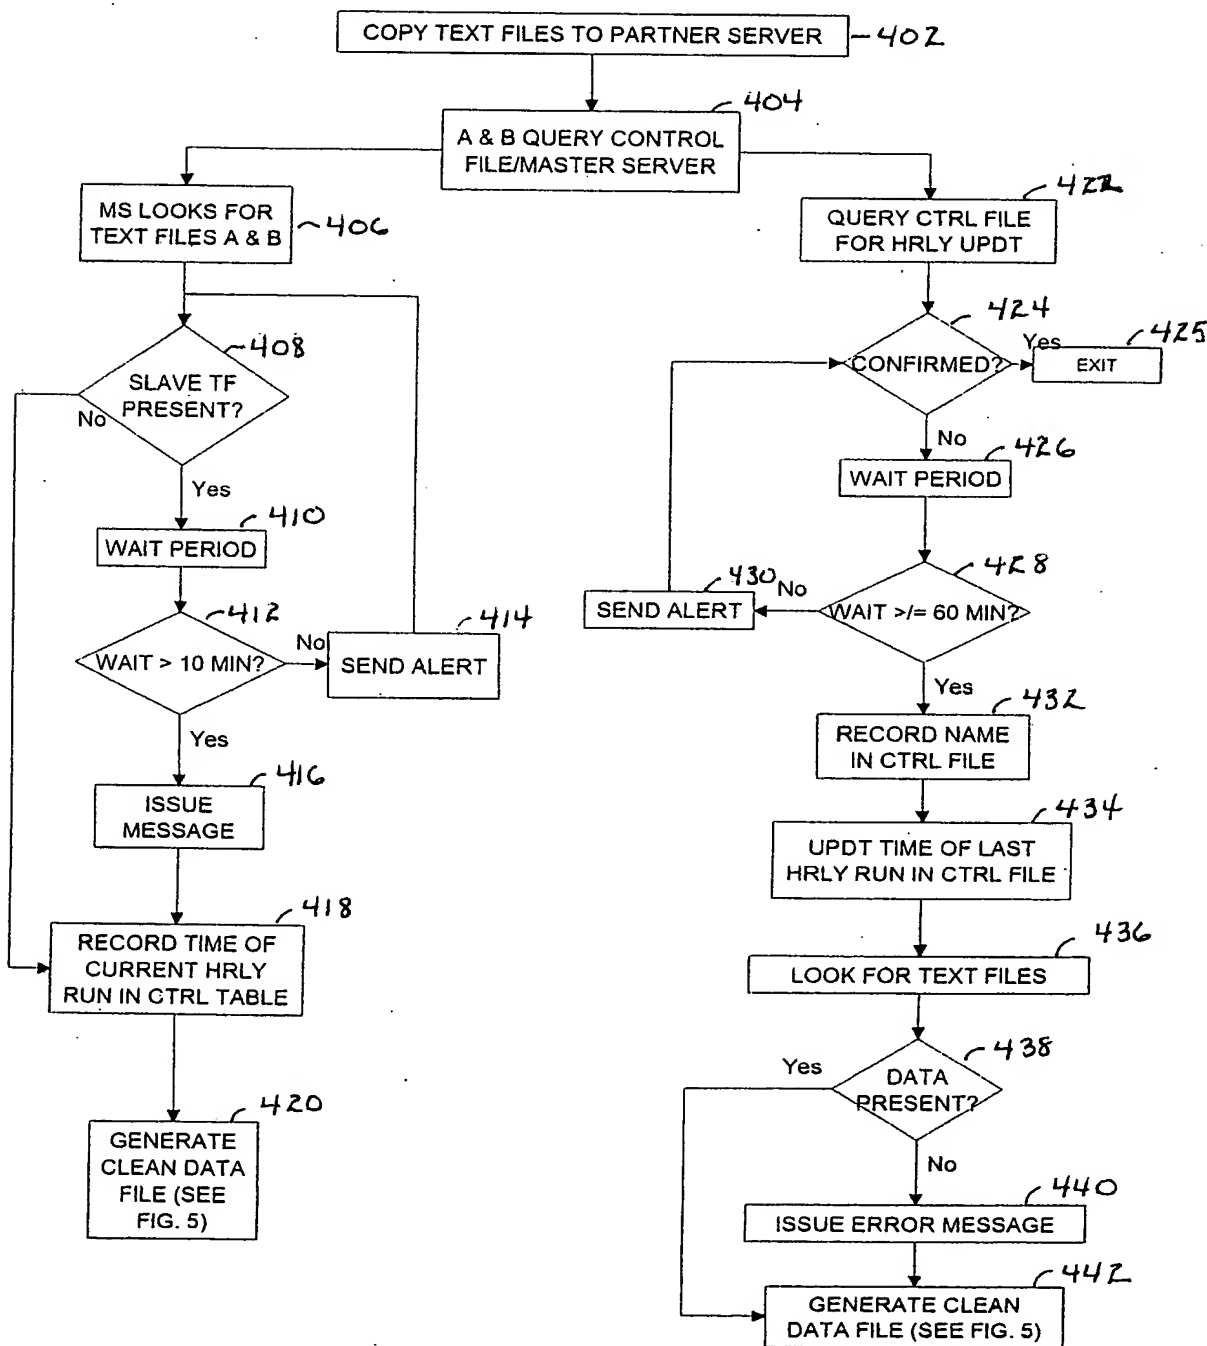 COPY TEXT FILES TO PARTNER SERVER
402
404
A & B QUERY CONTROL
FILE/MASTER SERVER
MS LOOKS FOR
TEXT FILES A & B
406
408
SLAVE TF
PRESENT?
No
Yes
410
WAIT PERIOD
412
WAIT > 10 MIN?
No
414
SEND ALERT
Yes
416
ISSUE
MESSAGE
418
RECORD TIME OF
CURRENT HRLY
RUN IN CTRL TABLE
420
GENERATE
CLEAN DATA
FILE (SEE
FIG. 5)
422
QUERY CTRL FILE
FOR HRLY UPDT
424
CONFIRMED?
Yes
425
EXIT
No
426
WAIT PERIOD
428
WAIT >/= 60 MIN?
No
430
SEND ALERT
Yes
432
RECORD NAME
IN CTRL FILE
434
UPDT TIME OF LAST
HRLY RUN IN CTRL FILE
436
LOOK FOR TEXT FILES
438
DATA
PRESENT?
Yes
No
440
ISSUE ERROR MESSAGE
442
GENERATE CLEAN
DATA FILE (SEE FIG. 5)